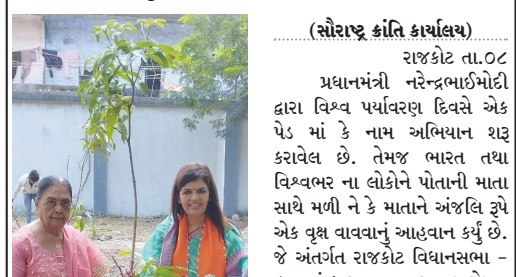 (સૌરાષ્ટ્ર ક્રાંતિ કાર્યાલય)
રાજકોટ તા.૦૮
પ્રધાનમંત્રી નરેન્દ્રભાઈમોદી
દ્વારા વિશ્વ પર્યાવરણ દિવસે એક
પેડ માં કે નામ અભિયાન શરૂ
કરાવેલ છે. તેમજ ભારત તથા
વિશ્વભર ના લોકોને પોતાની માતા
સાથે મળી ને કે માતાને અંજલિ રૂપે
એક વૃક્ષ વાવવાનું આહવાન કર્યું છે.
જે અંતર્ગત રાજકોટ વિધાનસભા -